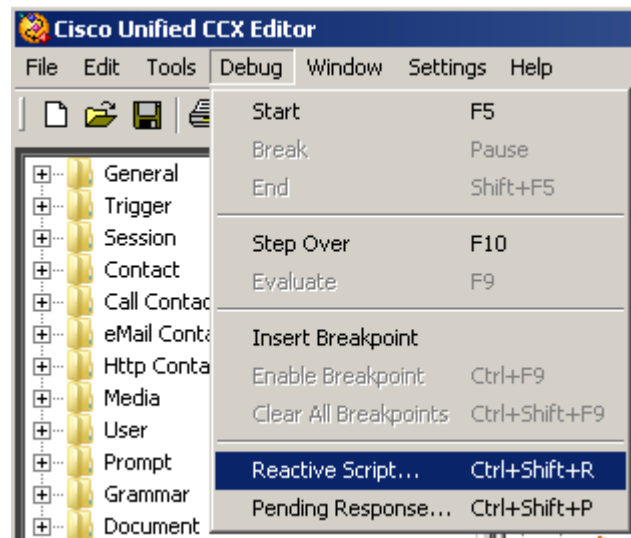 Cisco Unified CCX Editor
File Edit Tools Debug Window Settings Help
Start F5
Break Pause
End Shift+F5
Step Over F10
Evaluate F9
Insert Breakpoint
Enable Breakpoint Ctrl+F9
Clear All Breakpoints Ctrl+Shift+F9
Reactive Script... Ctrl+Shift+R
Pending Response... Ctrl+Shift+P
General
Trigger
Session
Contact
Call Contac
eMail Conta
Http Conta
Media
User
Prompt
Grammar
Document